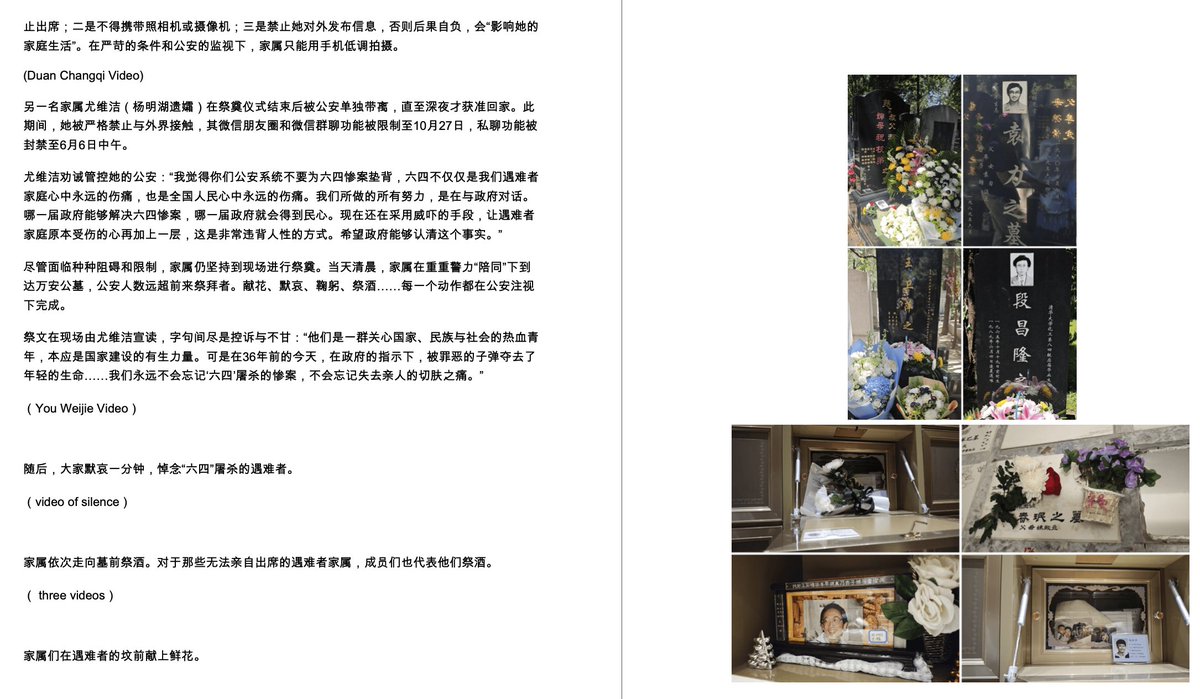 止出席；二是不得携带照相机或摄像机；三是禁止她对外发布信息，否则后果自负，会“影响她的
家庭生活”。在严苛的条件和公安的监视下，家属只能用手机低调拍摄。
(Duan Changqi Video)
另一名家属尤维洁（杨明湖遗孀）在祭奠仪式结束后被公安单独带离，直至深夜才获准回家。此
期间，她被严格禁止与外界接触，其微信朋友圈和微信群聊功能被限制至10月27日，私聊功能被
封禁至6月6日中午。
尤维洁劝诫管控她的公安：“我觉得你们公安系统不要为六四惨案垫背，六四不仅仅是我们遇难者
家庭心中永远的伤痛，也是全国人民心中永远的伤痛。我们所做的所有努力，是在与政府对话。
哪一届政府能够解决六四惨案，哪一届政府就会得到民心。现在还在采用威吓的手段，让遇难者
家庭原本受伤的心再加上一层，这是非常违背人性的方式。希望政府能够认清这个事实。”
尽管面临种种阻碍和限制，家属仍坚持到现场进行祭奠。当天清晨，家属在重重警力“陪同”下到
达万安公墓，公安人数远超前来祭拜者。献花、默哀、鞠躬、祭酒……每一个动作都在公安注视
下完成。
祭文在现场由尤维洁宣读，字句间尽是控诉与不甘：“他们是一群关心国家、民族与社会的热血青
年，本应是国家建设的有生力量。可是在36年前的今天，在政府的指示下，被罪恶的子弹夺去了
年轻的生命……我们永远不会忘记‘六四’屠杀的惨案，不会忘记失去亲人的切肤之痛。”
（You Weijie Video）
随后，大家默哀一分钟，悼念“六四”屠杀的遇难者。
（video of silence）
家属依次走向墓前祭酒。对于那些无法亲自出席的遇难者家属，成员们也代表他们祭酒。
（ three videos）
家属们在遇难者的坟前献上鲜花。
袁力之墓
段昌隆之
之墓